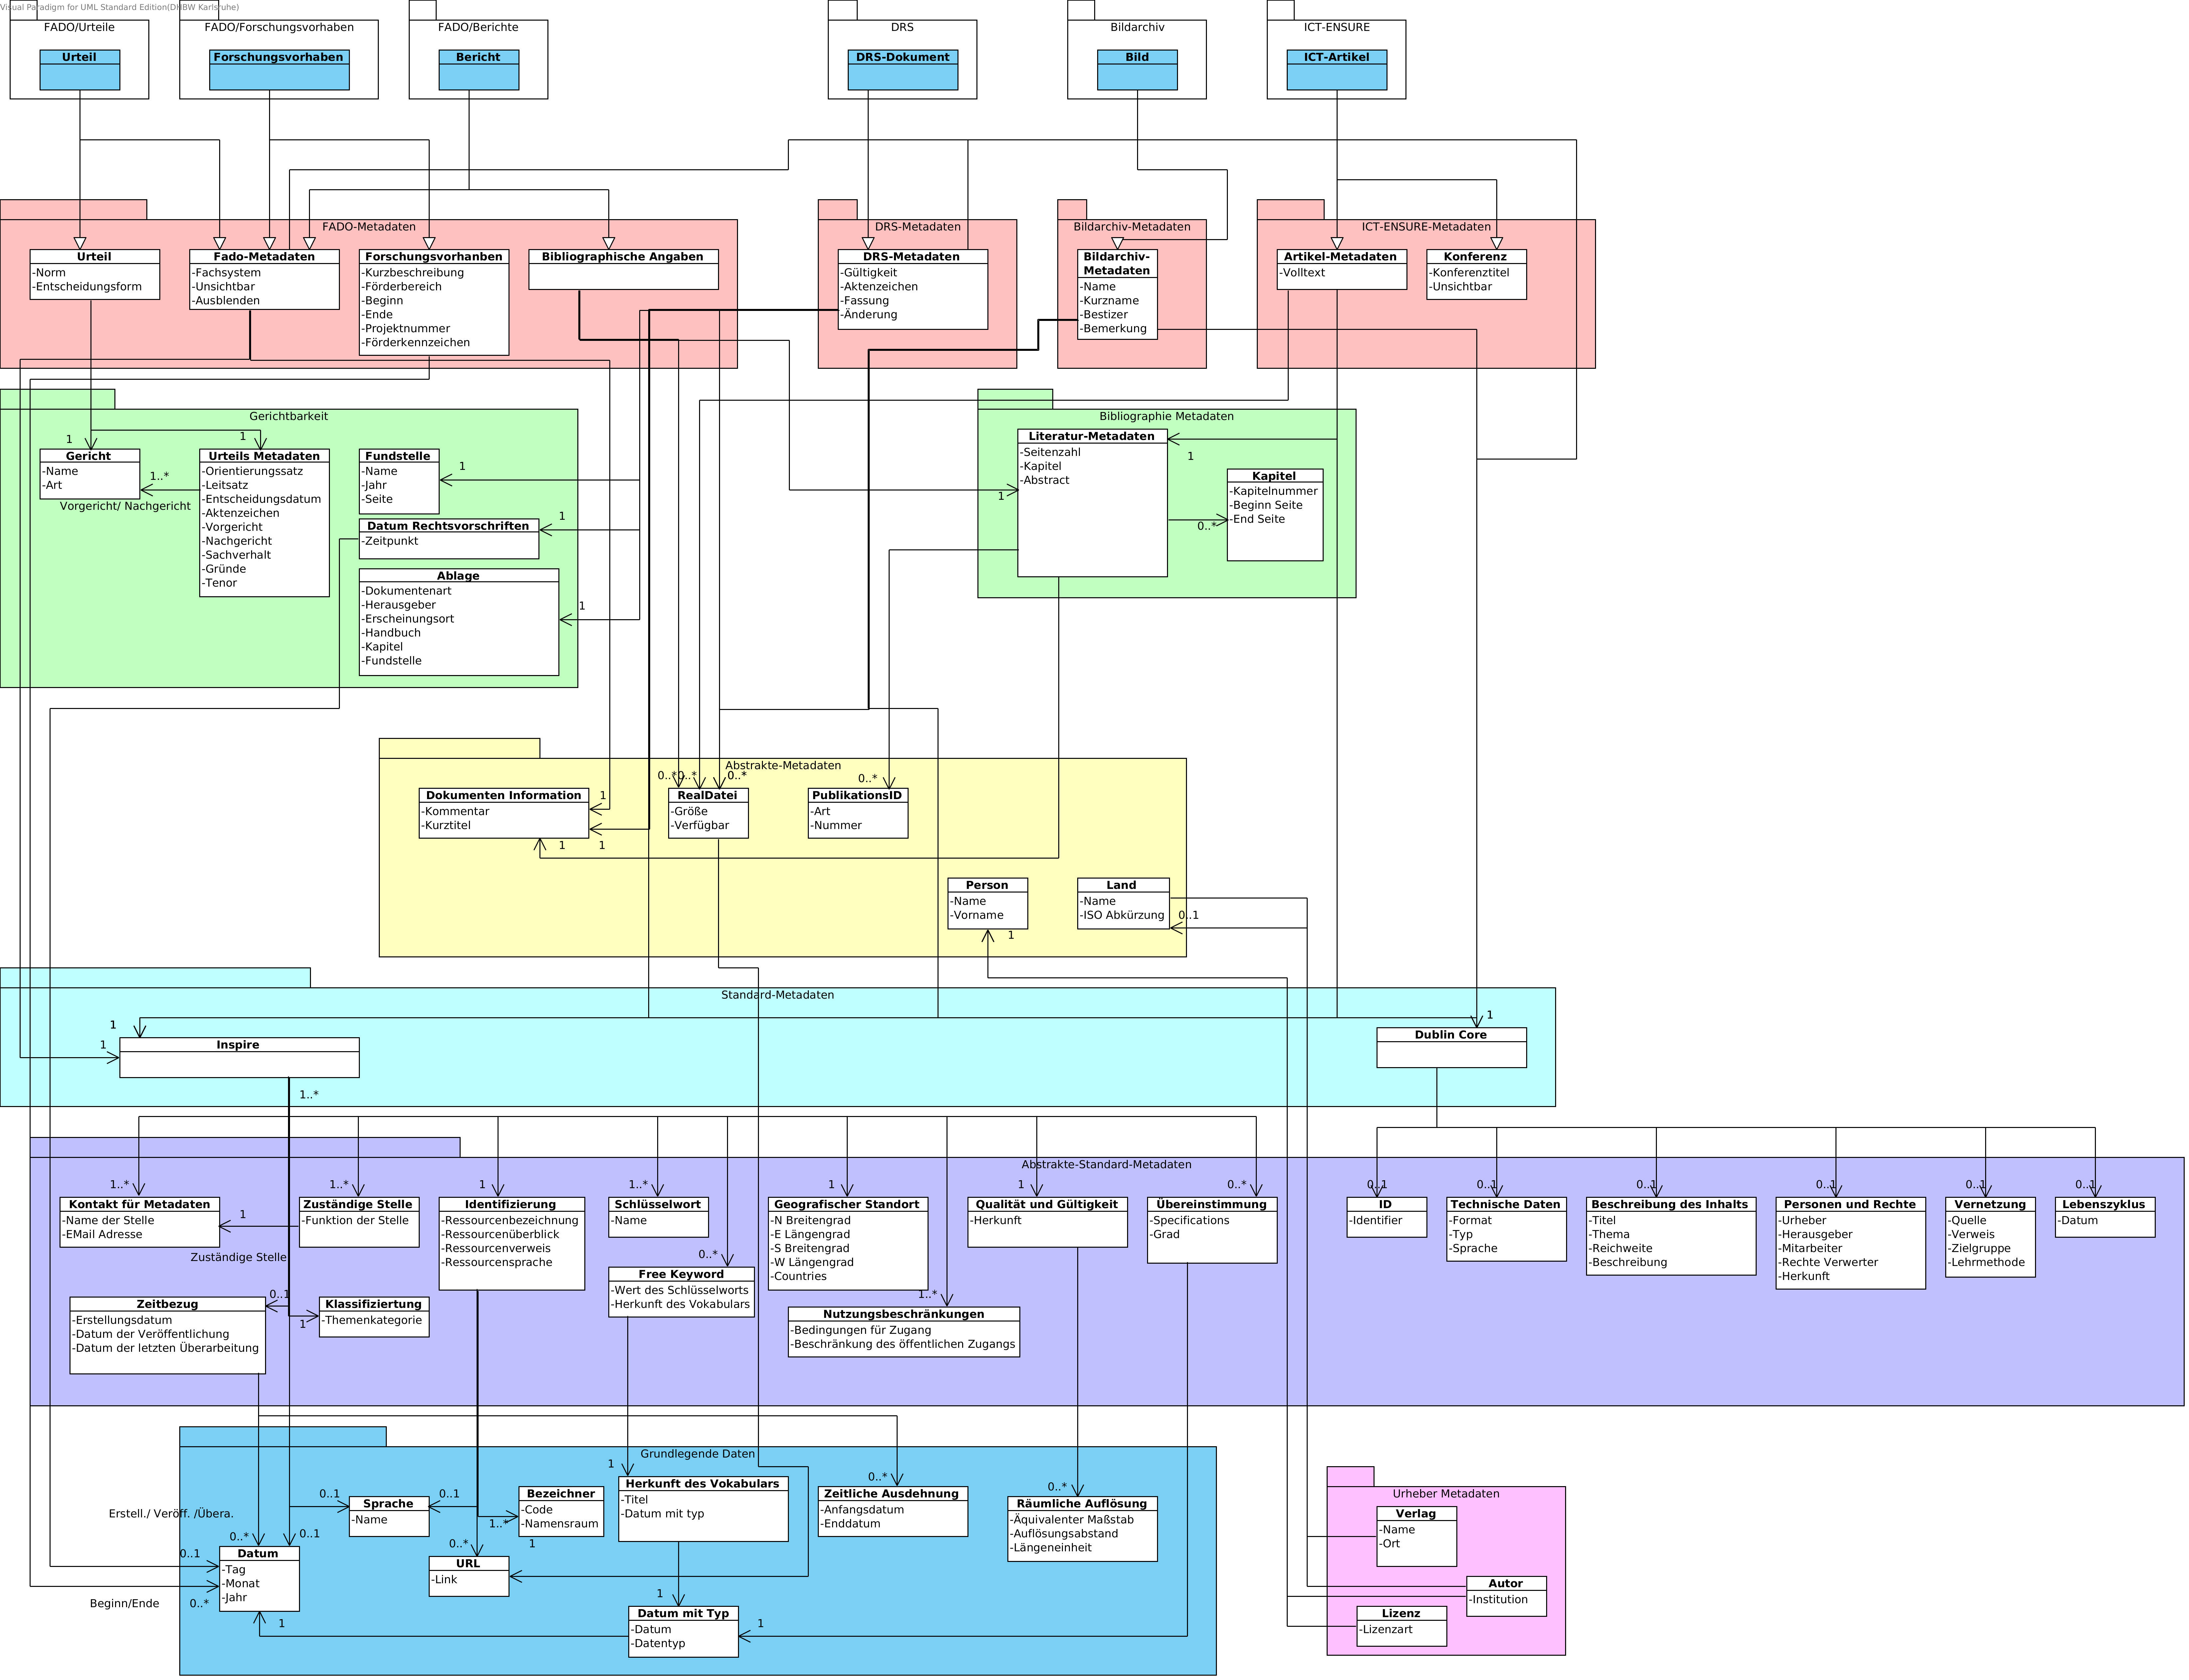 Visual Paradigm for UML Standard Edition(DHBW Karlsruhe)
FADO/Urteile
Urteil
FADO/Forschungsvorhaben
Forschungsvorhaben
FADO/Berichte
Bericht
DRS
DRS-Dokument
Bildarchiv
Bild
ICT-ENSURE
ICT-Artikel
FADO-Metadaten
Urteil
-Norm
-Entscheidungsform
Fado-Metadaten
-Fachsystem
-Unsichtbar
-Ausblenden
Forschungsvorhanben
-Kurzbeschreibung
-Förderbereich
-Beginn
-Ende
-Projektnummer
-Förderkennzeichen
Bibliographische Angaben
DRS-Metadaten
DRS-Metadaten
-Gültigkeit
-Aktenzeichen
-Fassung
-Änderung
Bildarchiv-Metadaten
Bildarchiv-
Metadaten
-Name
-Kurzname
-Bestizer
-Bemerkung
ICT-ENSURE-Metadaten
Artikel-Metadaten
-Volltext
Konferenz
-Konferenztitel
-Unsichtbar
Gerichtbarkeit
1
1
Gericht
-Name
-Art
1..*
Vorgericht/ Nachgericht
Urteils Metadaten
-Orientierungssatz
-Leitsatz
-Entscheidungsdatum
-Aktenzeichen
-Vorgericht
-Nachgericht
-Sachverhalt
-Gründe
-Tenor
Fundstelle
-Name
-Jahr
-Seite
1
Datum Rechtsvorschriften
-Zeitpunkt
1
Ablage
-Dokumentenart
-Herausgeber
-Erscheinungsort
-Handbuch
-Kapitel
-Fundstelle
1
Bibliographie Metadaten
Literatur-Metadaten
-Seitenzahl
-Kapitel
-Abstract
1
1
Kapitel
-Kapitelnummer
-Beginn Seite
-End Seite
0..*
Abstrakte-Metadaten
Dokumenten Information
-Kommentar
-Kurztitel
1
1
1
0..*
0..*
0..*
RealDatei
-Größe
-Verfügbar
0..*
PublikationsID
-Art
-Nummer
Person
-Name
-Vorname
1
Land
-Name
-ISO Abkürzung
0..1
Standard-Metadaten
1
1
Inspire
1..*
1
Dublin Core
Abstrakte-Standard-Metadaten
1..*
Kontakt für Metadaten
-Name der Stelle
-EMail Adresse
1
Zuständige Stelle
1..*
Zuständige Stelle
-Funktion der Stelle
1
Identifizierung
-Ressourcenbezeichnung
-Ressourcenüberblick
-Ressourcenverweis
-Ressourcensprache
1..*
Schlüsselwort
-Name
0..*
Free Keyword
-Wert des Schlüsselworts
-Herkunft des Vokabulars
1
Geografischer Standort
-N Breitengrad
-E Längengrad
-S Breitengrad
-W Längengrad
-Countries
1..*
Nutzungsbeschränkungen
-Bedingungen für Zugang
-Beschränkung des öffentlichen Zugangs
1
Qualität und Gültigkeit
-Herkunft
0..*
Übereinstimmung
-Specifications
-Grad
0..1
ID
-Identifier
0..1
Technische Daten
-Format
-Typ
-Sprache
0..1
Beschreibung des Inhalts
-Titel
-Thema
-Reichweite
-Beschreibung
0..1
Personen und Rechte
-Urheber
-Herausgeber
-Mitarbeiter
-Rechte Verwerter
-Herkunft
0..1
Vernetzung
-Quelle
-Verweis
-Zielgruppe
-Lehrmethode
0..1
Lebenszyklus
-Datum
Zeitbezug
-Erstellungsdatum
-Datum der Veröffentlichung
-Datum der letzten Überarbeitung
0..1
1
Klassifiziertung
-Themenkategorie
Grundlegende Daten
Erstell./ Veröff. /Übera.
0..*
0..1
0..1
Datum
-Tag
-Monat
-Jahr
Beginn/Ende
0..*
1
0..1
Sprache
-Name
0..1
Bezeichner
-Code
-Namensraum
1..*
1
0..*
URL
-Link
1
Herkunft des Vokabulars
-Titel
-Datum mit typ
1
Datum mit Typ
-Datum
-Datentyp
1
0..*
Zeitliche Ausdehnung
-Anfangsdatum
-Enddatum
0..*
Räumliche Auflösung
-Äquivalenter Maßstab
-Auflösungsabstand
-Längeneinheit
Urheber Metadaten
Verlag
-Name
-Ort
Autor
-Institution
Lizenz
-Lizenzart